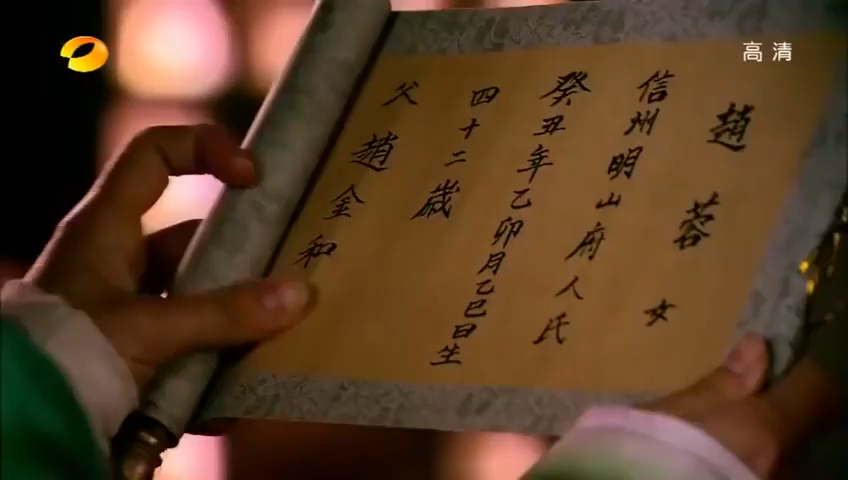 高清
趙蓉 女
信州明山府人氏
癸丑年乙卯月乙巳日生
四十二歲
父 趙金和